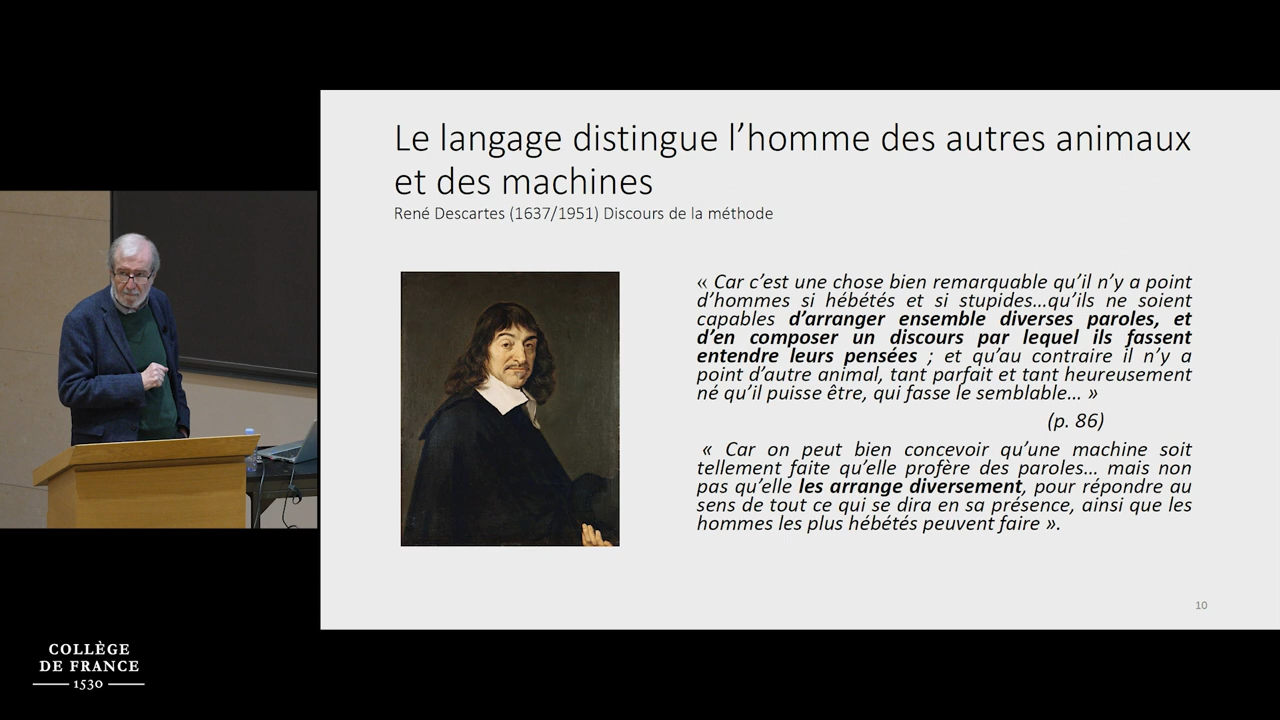 Le langage distingue l’homme des autres animaux
et des machines
René Descartes (1637/1951) Discours de la méthode
« Car c’est une chose bien remarquable qu’il n’y a point
d’hommes si hébétés et si stupides…qu’ils ne soient
capables d’arranger ensemble diverses paroles, et
d’en composer un discours par lequel ils fassent
entendre leurs pensées ; et qu’au contraire il n’y a
point d’autre animal, tant parfait et tant heureusement
né qu’il puisse être, qui fasse le semblable… »
(p. 86)
« Car on peut bien concevoir qu’une machine soit
tellement faite qu’elle profère des paroles… mais non
pas qu’elle les arrange diversement, pour répondre au
sens de tout ce qui se dira en sa présence, ainsi que les
hommes les plus hébétés peuvent faire ».
10
COLLÈGE
DE FRANCE
1530